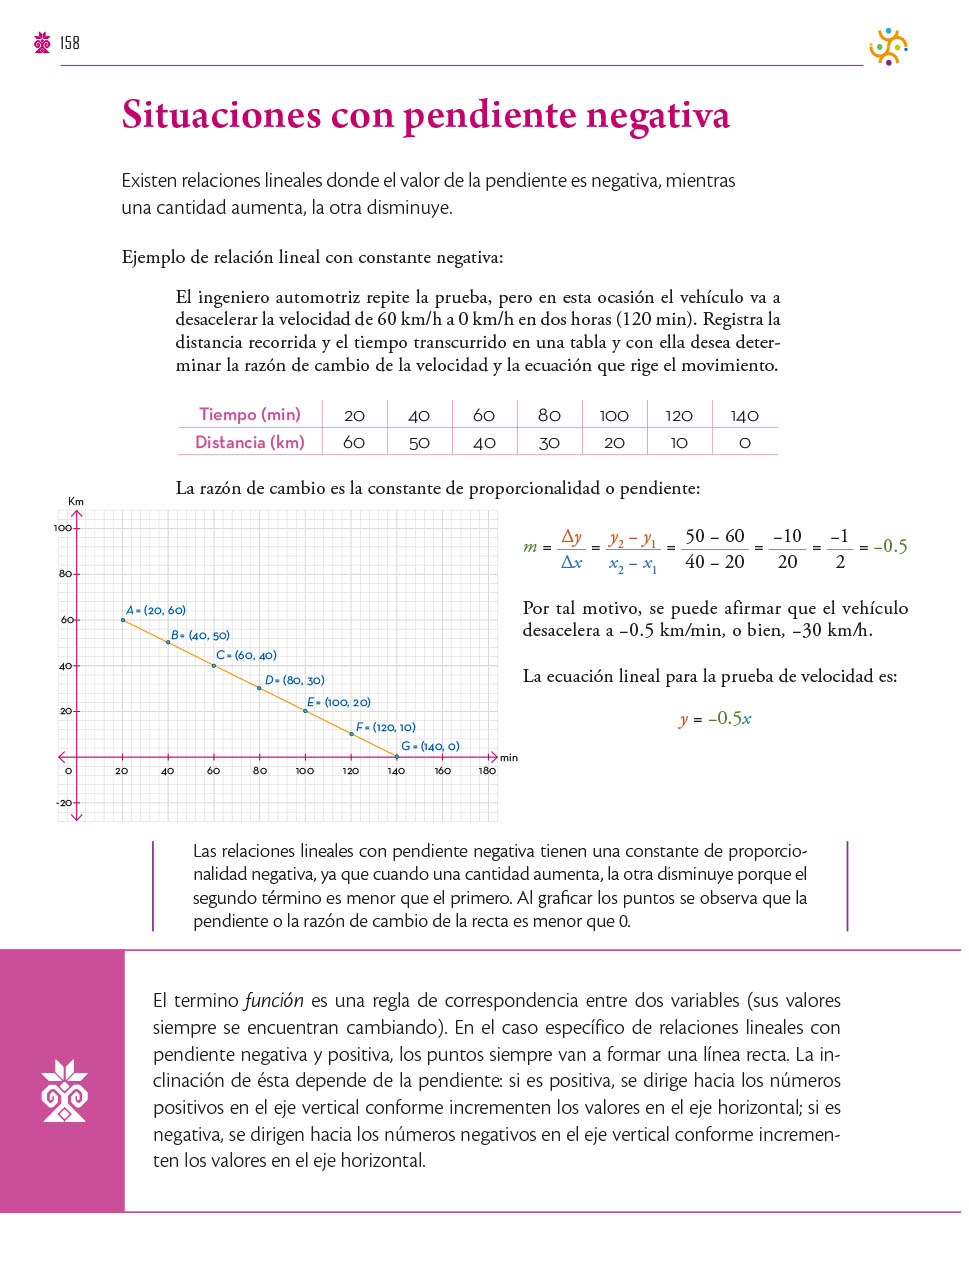 158
Situaciones con pendiente negativa
Existen relaciones lineales donde el valor de la pendiente es negativa, mientras
una cantidad aumenta, la otra disminuye.
Ejemplo de relación lineal con constante negativa:
El ingeniero automotriz repite la prueba, pero en esta ocasión el vehículo va a
desacelerar la velocidad de 60 km/h a 0 km/h en dos horas (120 min). Registra la
distancia recorrida y el tiempo transcurrido en una tabla y con ella desea deter-
minar la razón de cambio de la velocidad y la ecuación que rige el movimiento.
Tiempo (min) 20 40 60 80 100 120 140
Distancia (km) 60 50 40 30 20 10 0
La razón de cambio es la constante de proporcionalidad o pendiente:
Km
100
80
60
40
20
-20
A = (20, 60)
B = (40, 50)
C = (60, 40)
D = (80, 30)
E = (100, 20)
F = (120, 10)
G = (140, 0)
min
0 20 40 60 80 100 120 140 160 180
m = Δy/Δx = y₂ – y₁/x₂ – x₁ = 50 – 60/40 – 20 = –10/20 = –1/2 = –0.5
Por tal motivo, se puede afirmar que el vehículo
desacelera a –0.5 km/min, o bien, –30 km/h.
La ecuación lineal para la prueba de velocidad es:
y = –0.5x
Las relaciones lineales con pendiente negativa tienen una constante de proporcio-
nalidad negativa, ya que cuando una cantidad aumenta, la otra disminuye porque el
segundo término es menor que el primero. Al graficar los puntos se observa que la
pendiente o la razón de cambio de la recta es menor que 0.
El termino función es una regla de correspondencia entre dos variables (sus valores
siempre se encuentran cambiando). En el caso específico de relaciones lineales con
pendiente negativa y positiva, los puntos siempre van a formar una línea recta. La in-
clinación de ésta depende de la pendiente: si es positiva, se dirige hacia los números
positivos en el eje vertical conforme incrementen los valores en el eje horizontal; si es
negativa, se dirigen hacia los números negativos en el eje vertical conforme incremen-
ten los valores en el eje horizontal.